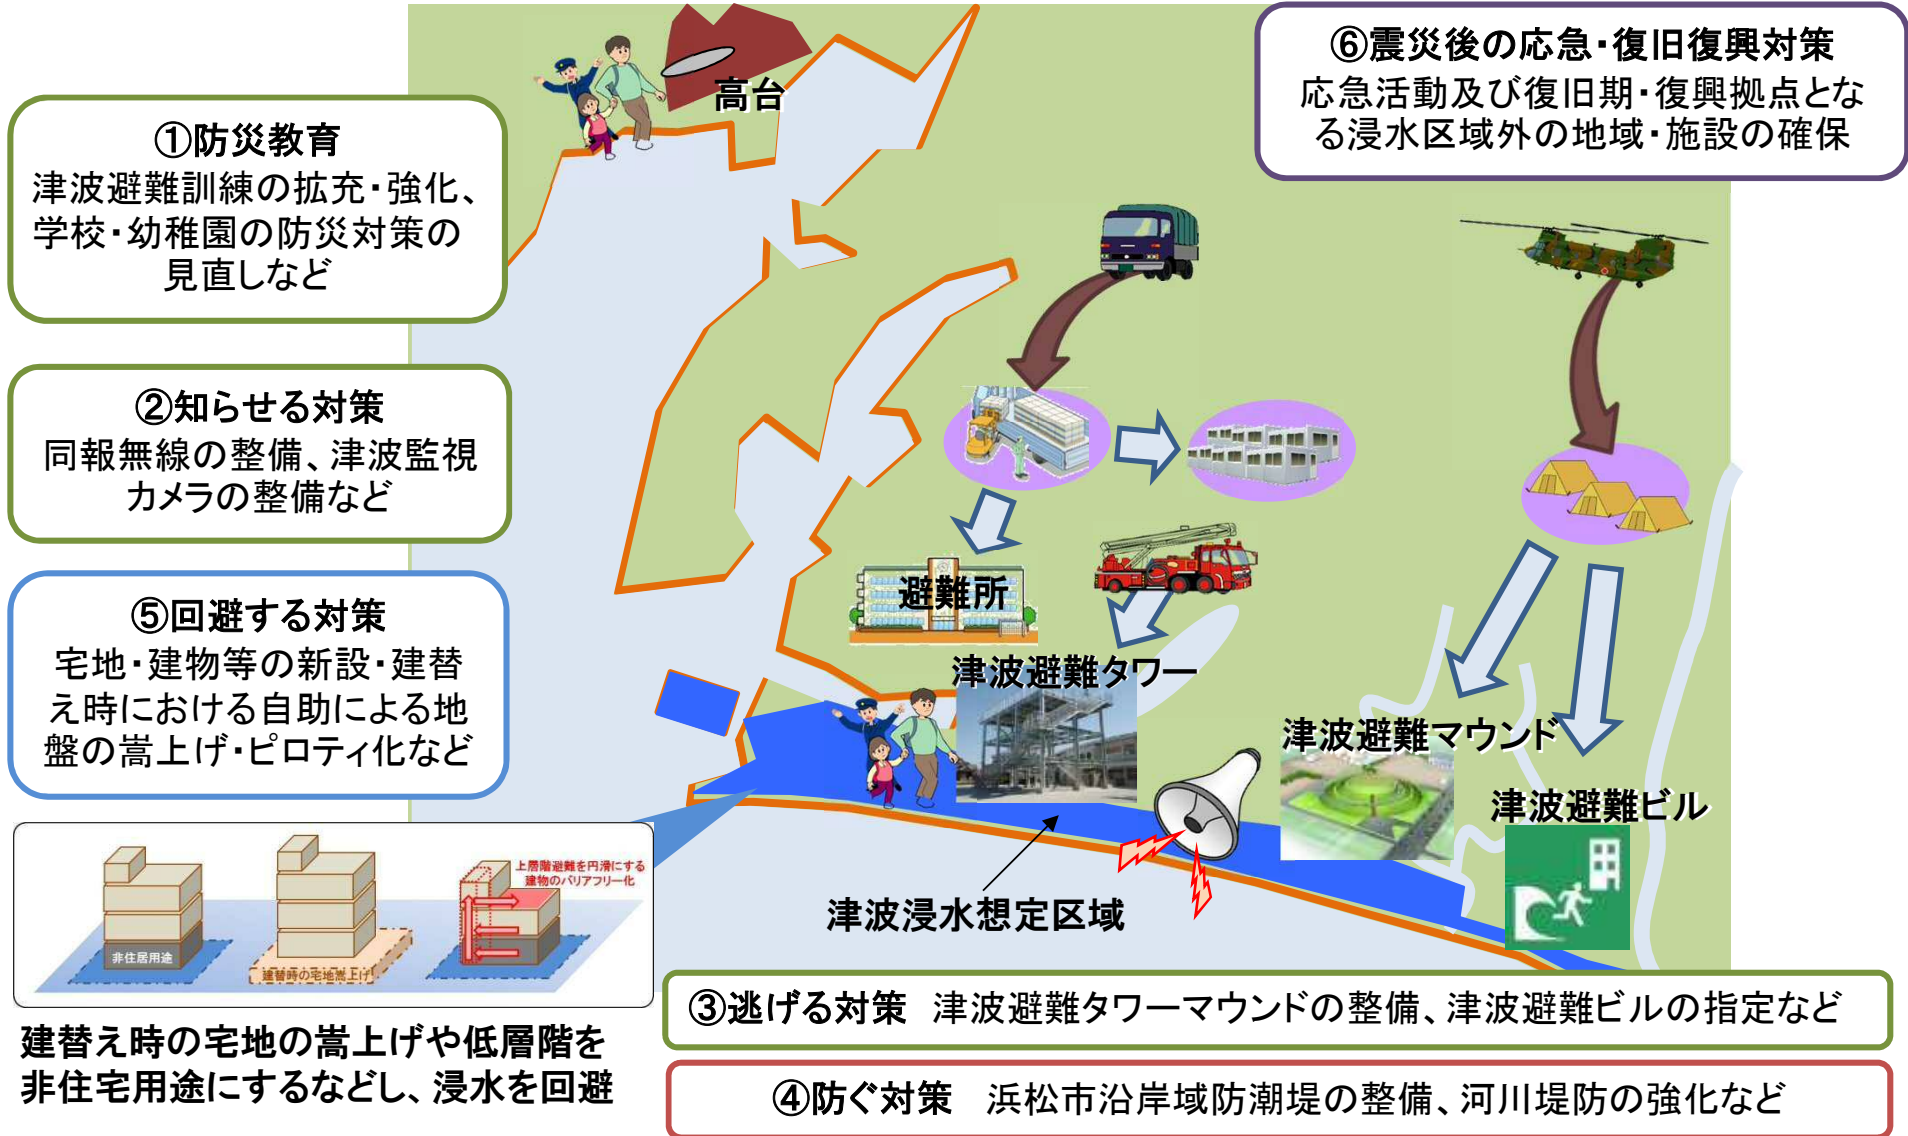 ⑥震災後の応急・復旧復興対策
応急活動及び復旧期・復興拠点とな
る浸水区域外の地域・施設の確保
高台
①防災教育
津波避難訓練の拡充・強化、
学校・幼稚園の防災対策の
見直しなど
②知らせる対策
同報無線の整備、津波監視
カメラの整備など
⑤回避する対策
宅地・建物等の新設・建替
え時における自助による地
盤の嵩上げ・ピロティ化など
避難所
津波避難タワー
津波避難マウンド
津波避難ビル
津波浸水想定区域
上層階避難を円滑にする
建物のバリアフリー化
非住居用途
建替時の宅地嵩上げ
建替え時の宅地の嵩上げや低層階を
非住宅用途にするなどし、浸水を回避
③逃げる対策　津波避難タワーマウンドの整備、津波避難ビルの指定など
④防ぐ対策　浜松市沿岸域防潮堤の整備、河川堤防の強化など